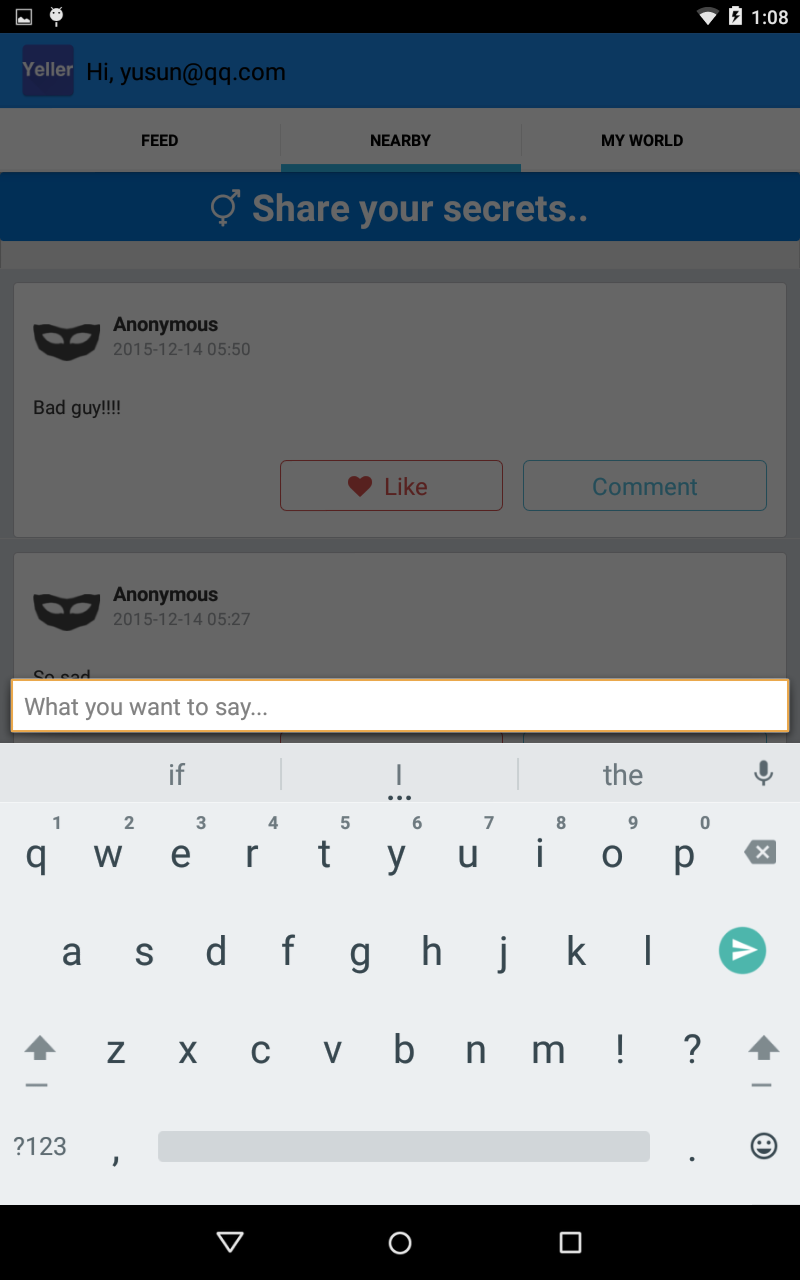 1:08
Yeller Hi, yusun@qq.com
FEED NEARBY MY WORLD
Share your secrets..
Anonymous
2015-12-14 05:50
Bad guy!!!!
Like Comment
Anonymous
2015-12-14 05:27
So sad
What you want to say...
if I the
1 2 3 4 5 6 7 8 9 0
q w e r t y u i o p
a s d f g h j k l
z x c v b n m ! ?
?123 , .